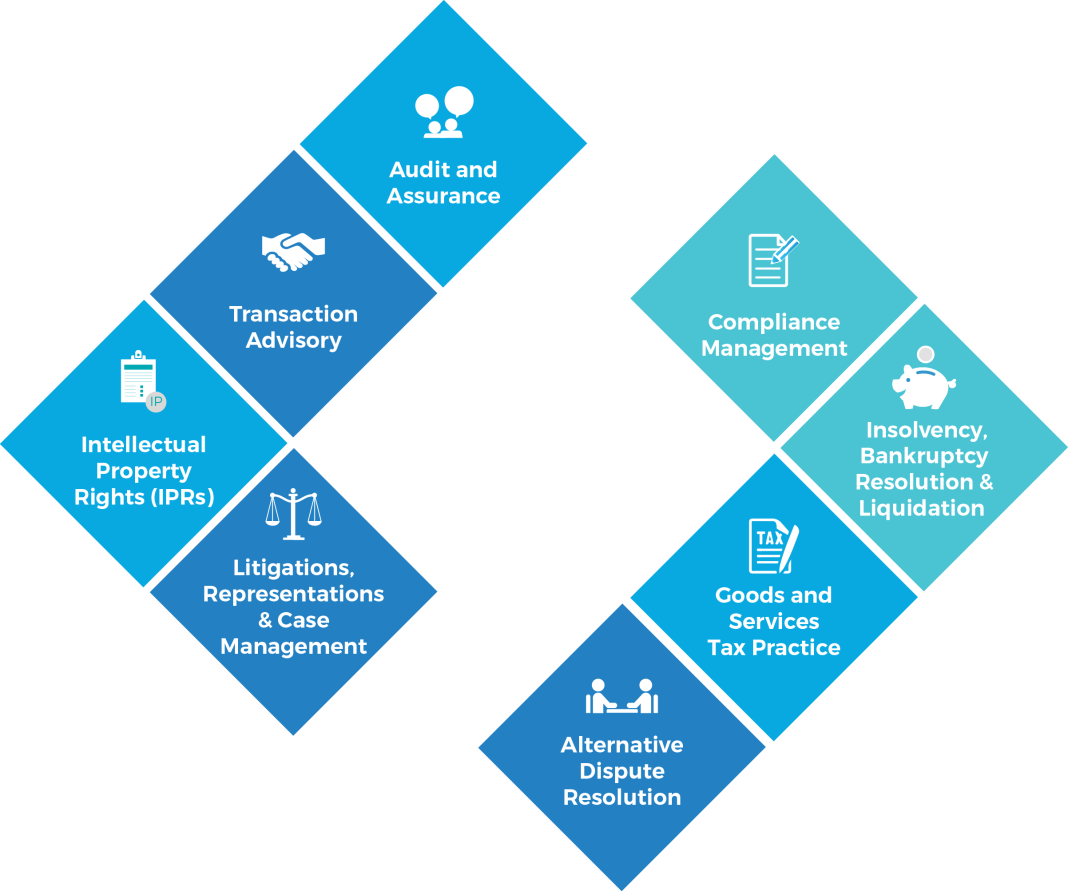 Audit and
Assurance
Transaction
Advisory
IP
Intellectual
Property
Rights (IPRs)
Litigations,
Representations
& Case
Management
Compliance
Management
Insolvency,
Bankruptcy
Resolution &
Liquidation
TAX
Goods and
Services
Tax Practice
Alternative
Dispute
Resolution